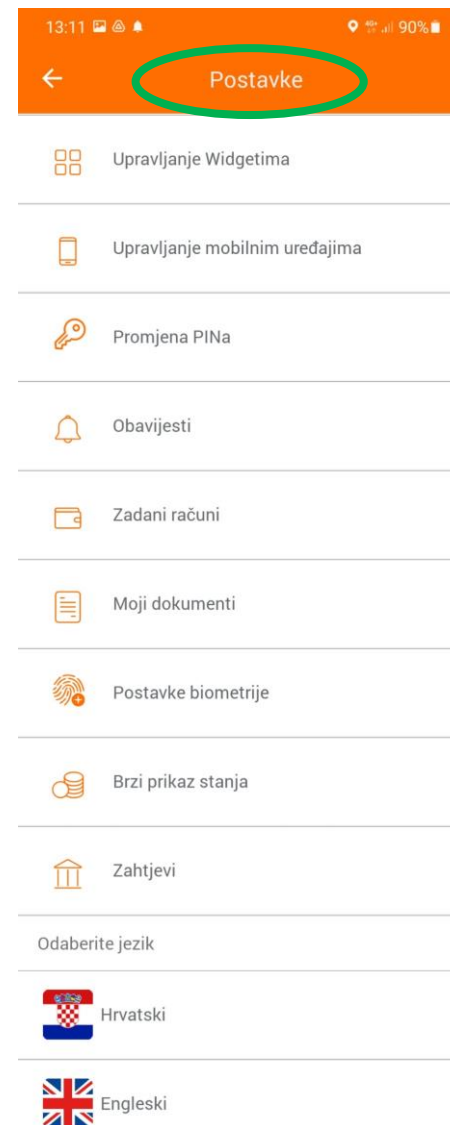 13:11 90%
Postavke
Upravljanje Widgetima
Upravljanje mobilnim uređajima
Promjena PINa
Obavijesti
Zadani računi
Moji dokumenti
Postavke biometrije
Brzi prikaz stanja
Zahtjevi
Odaberite jezik
Hrvatski
Engleski